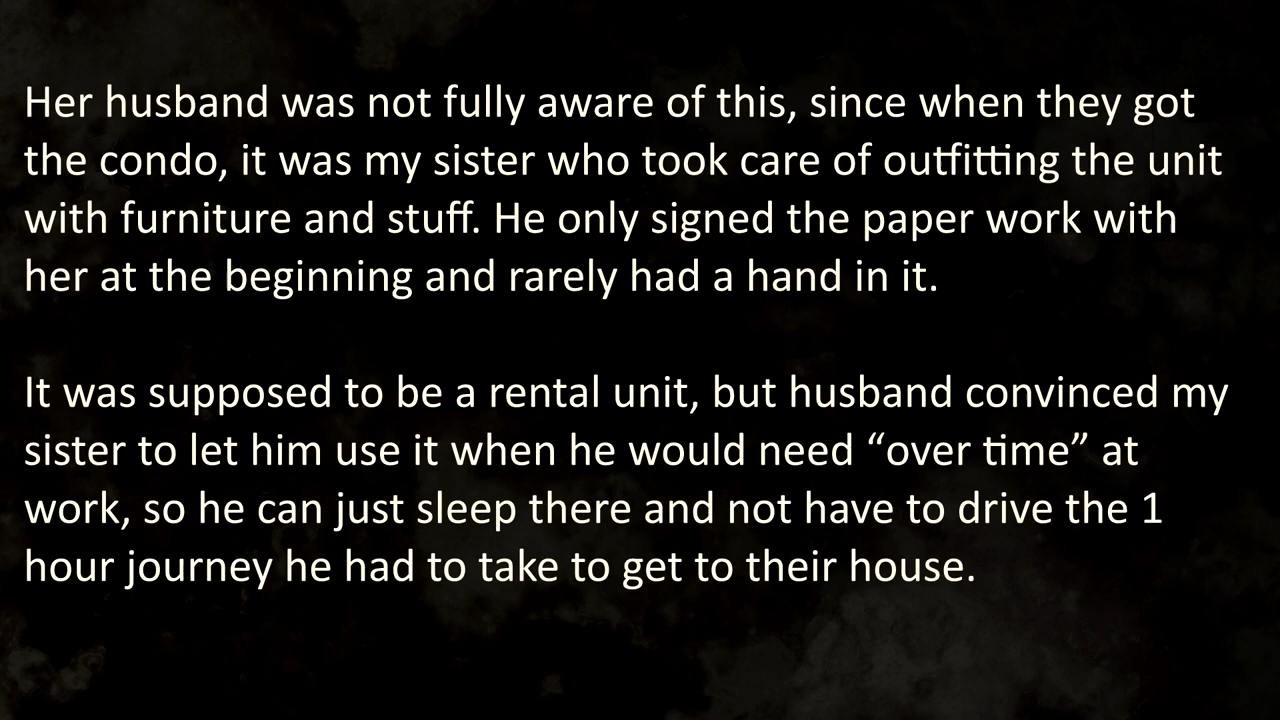 Her husband was not fully aware of this, since when they got
the condo, it was my sister who took care of outfitting the unit
with furniture and stuff. He only signed the paper work with
her at the beginning and rarely had a hand in it.
It was supposed to be a rental unit, but husband convinced my
sister to let him use it when he would need “over time” at
work, so he can just sleep there and not have to drive the 1
hour journey he had to take to get to their house.